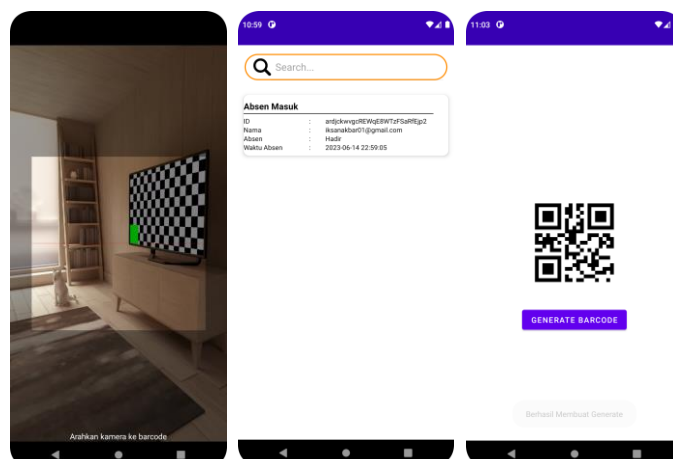 Arahkan kamera ke barcode
10:59
Search...
Absen Masuk
ID : ardjckwvgcREWqE8WTzFSaRfEjp2
Nama : iksanakbar01@gmail.com
Absen : Hadir
Waktu Absen : 2023-06-14 22:59:05
11:03
GENERATE BARCODE
Berhasil Membuat Generate